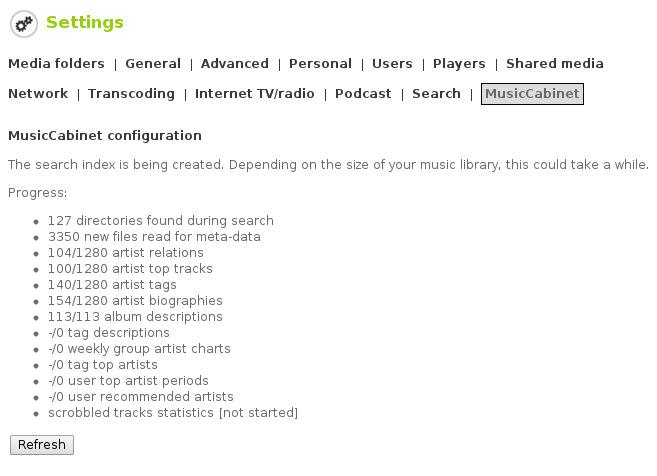 Settings
Media folders | General | Advanced | Personal | Users | Players | Shared media
Network | Transcoding | Internet TV/radio | Podcast | Search | MusicCabinet
MusicCabinet configuration
The search index is being created. Depending on the size of your music library, this could take a while.
Progress:
• 127 directories found during search
• 3350 new files read for meta-data
• 104/1280 artist relations
• 100/1280 artist top tracks
• 140/1280 artist tags
• 154/1280 artist biographies
• 113/113 album descriptions
• -/0 tag descriptions
• -/0 weekly group artist charts
• -/0 tag top artists
• -/0 user top artist periods
• -/0 user recommended artists
• scrobbled tracks statistics [not started]
Refresh